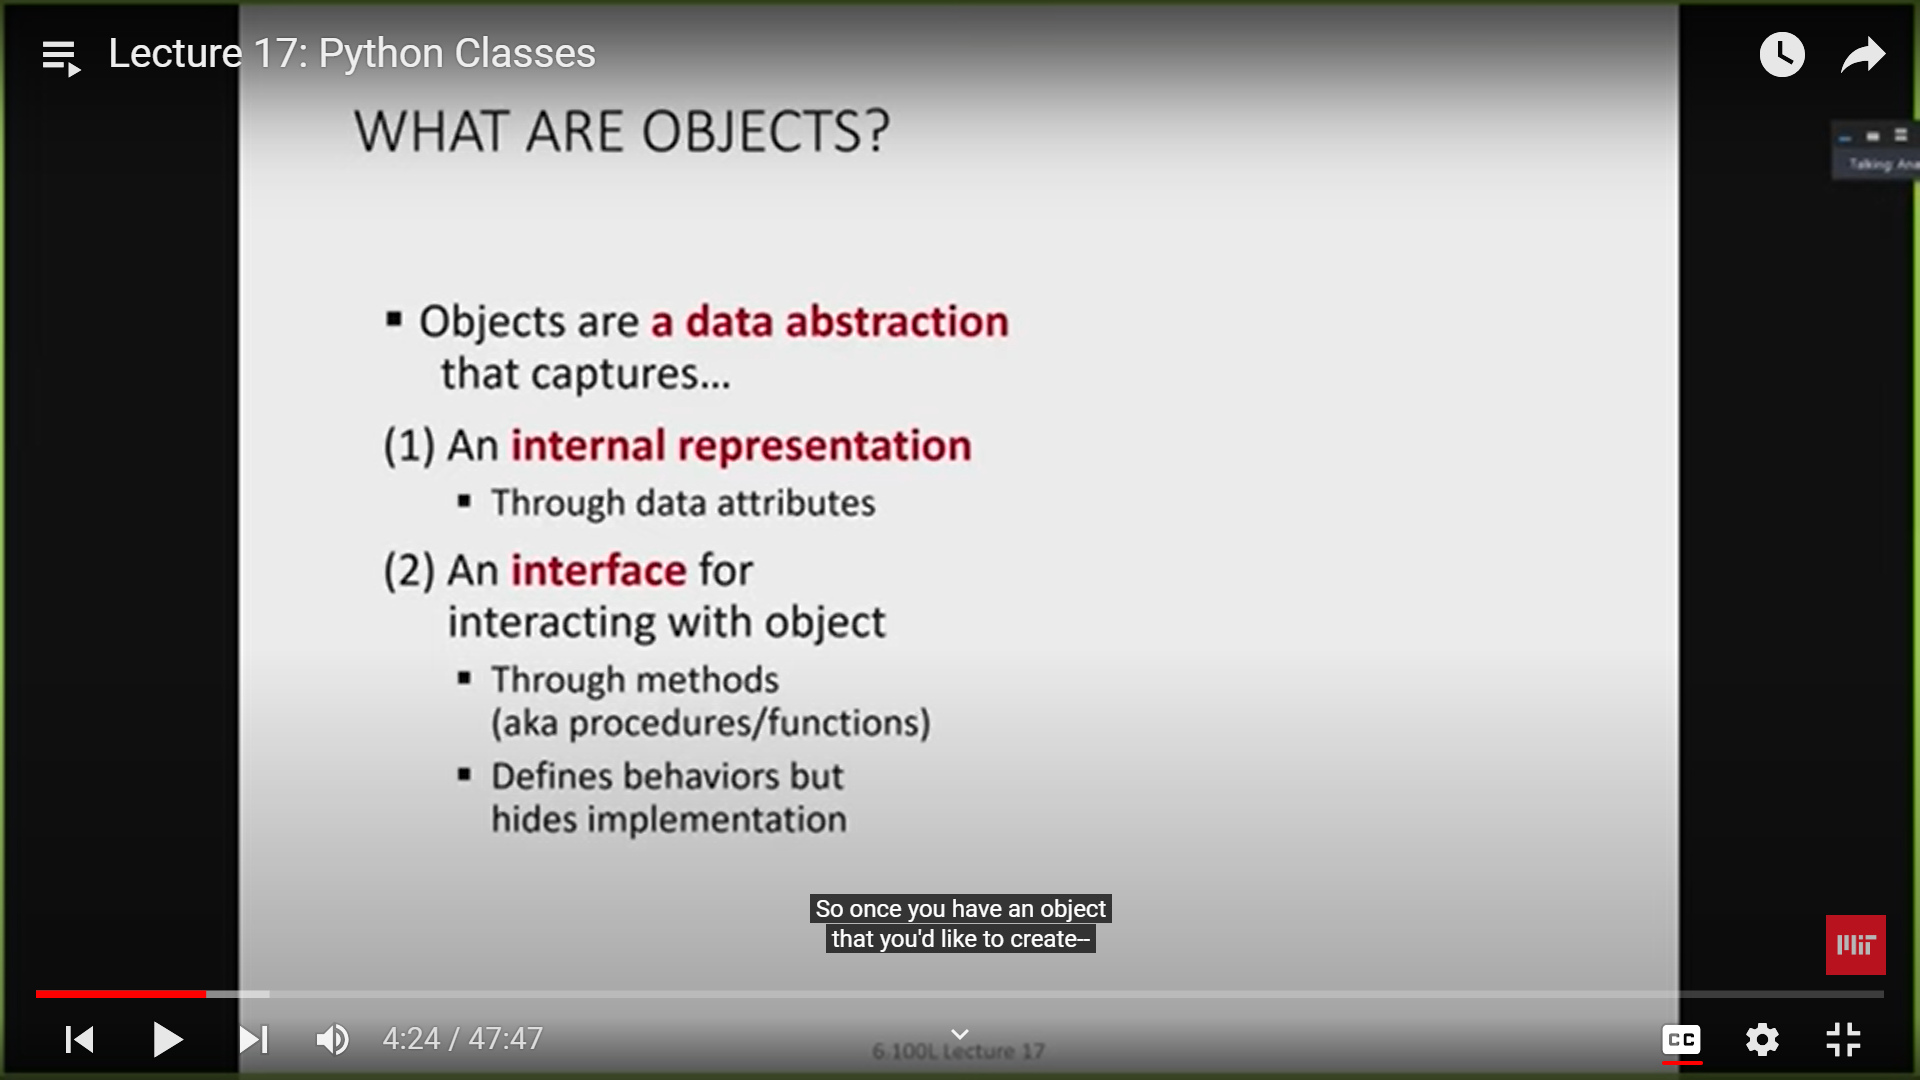 Lecture 17: Python Classes
WHAT ARE OBJECTS?
Talking: Ana
▪ Objects are a data abstraction
that captures...
(1) An internal representation
▪ Through data attributes
(2) An interface for
interacting with object
▪ Through methods
(aka procedures/functions)
▪ Defines behaviors but
hides implementation
So once you have an object
that you'd like to create--
MIT
4:24 / 47:47
6.100L Lecture 17
CC